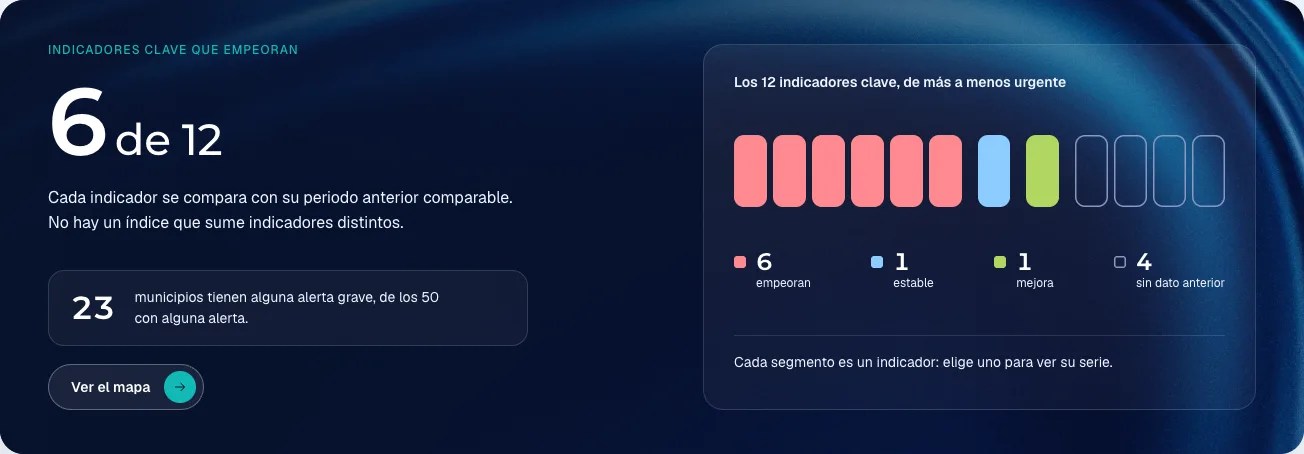 INDICADORES CLAVE QUE EMPEORAN
6 de 12
Cada indicador se compara con su periodo anterior comparable.
No hay un índice que sume indicadores distintos.
23
municipios tienen alguna alerta grave, de los 50
con alguna alerta.
Ver el mapa
Los 12 indicadores clave, de más a menos urgente
6
empeoran
1
estable
1
mejora
4
sin dato anterior
Cada segmento es un indicador: elige uno para ver su serie.